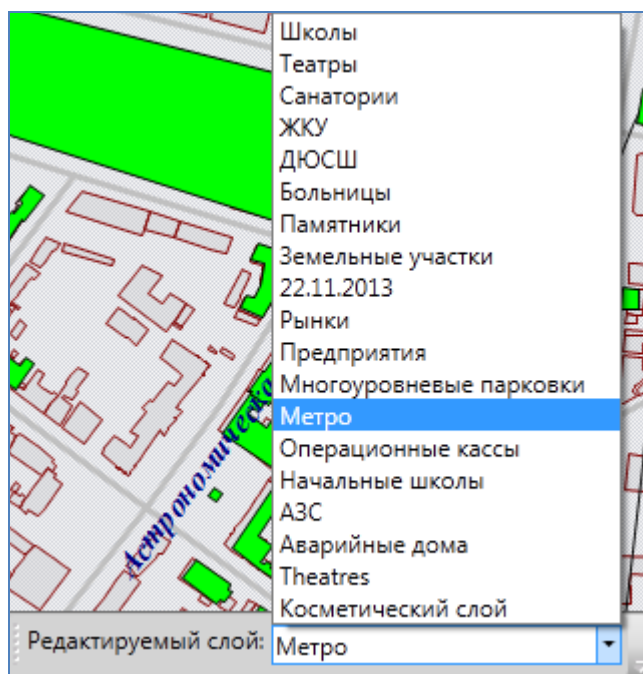 Школы
Театры
Санатории
ЖКУ
ДЮСШ
Больницы
Памятники
Земельные участки
22.11.2013
Рынки
Предприятия
Многоуровневые парковки
Метро
Операционные кассы
Начальные школы
АЗС
Аварийные дома
Theatres
Косметический слой
Астрономическ
Редактируемый слой: Метро